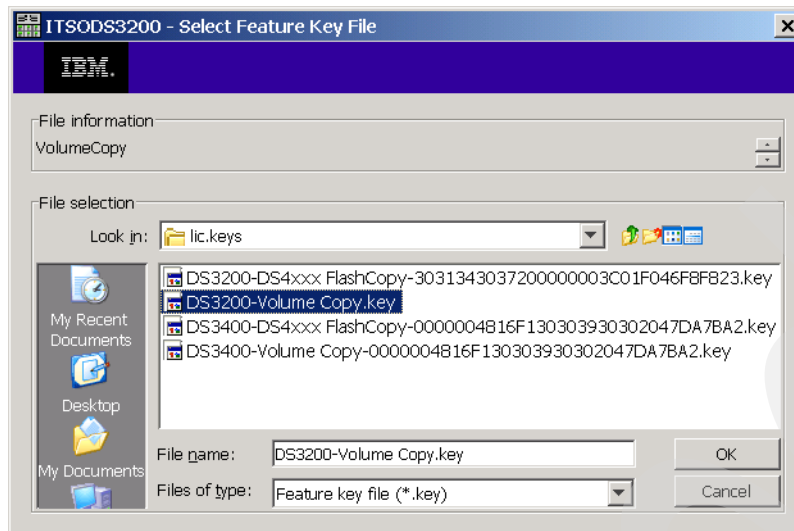 ITSODS3200 - Select Feature Key File
IBM.
File information
VolumeCopy
File selection
Look in: lic.keys
DS3200-DS4xxx FlashCopy-3031343037200000003C01F046F8F823.key
DS3200-Volume Copy.key
DS3400-DS4xxx FlashCopy-0000004816F130303930302047DA7BA2.key
DS3400-Volume Copy-0000004816F130303930302047DA7BA2.key
My Recent
Documents
Desktop
My Documents
File name: DS3200-Volume Copy.key OK
Files of type: Feature key file (*.key) Cancel